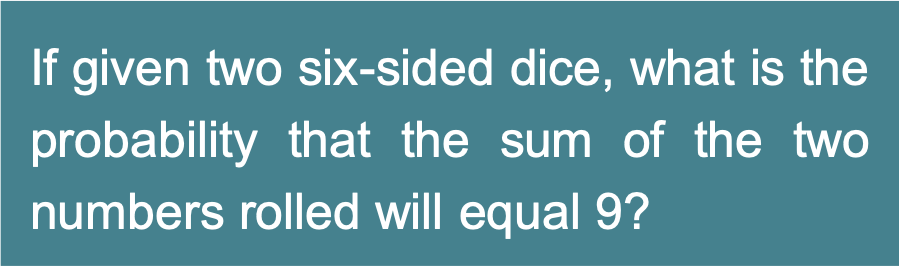 If given two six-sided dice, what is the
probability that the sum of the two
numbers rolled will equal 9?